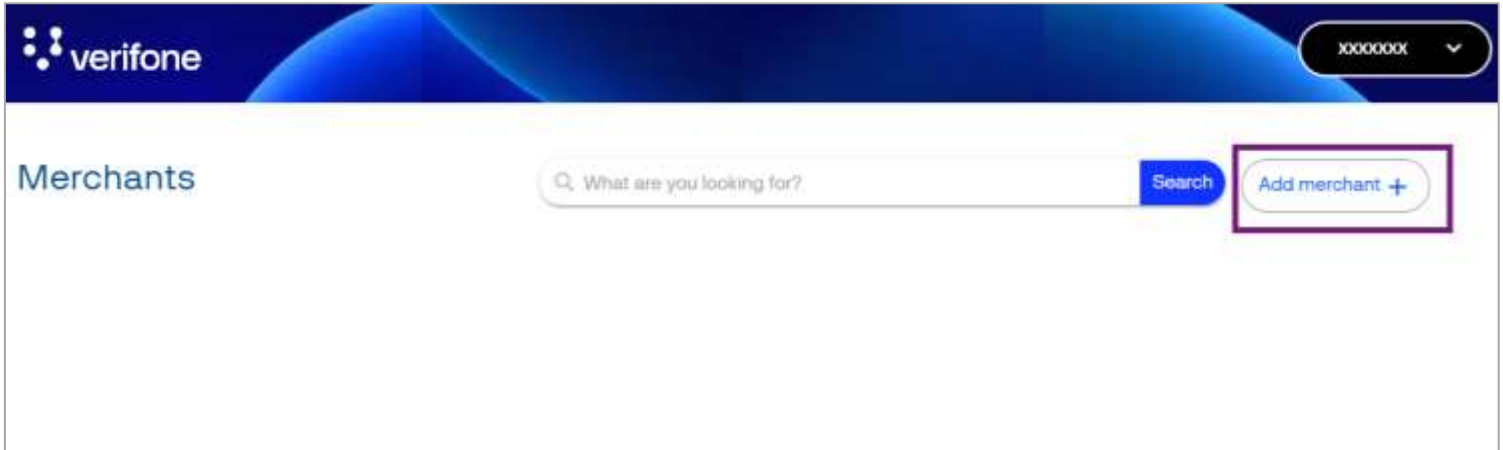 verifone
xxxxxxx
Merchants
What are you looking for?
Search
Add merchant +